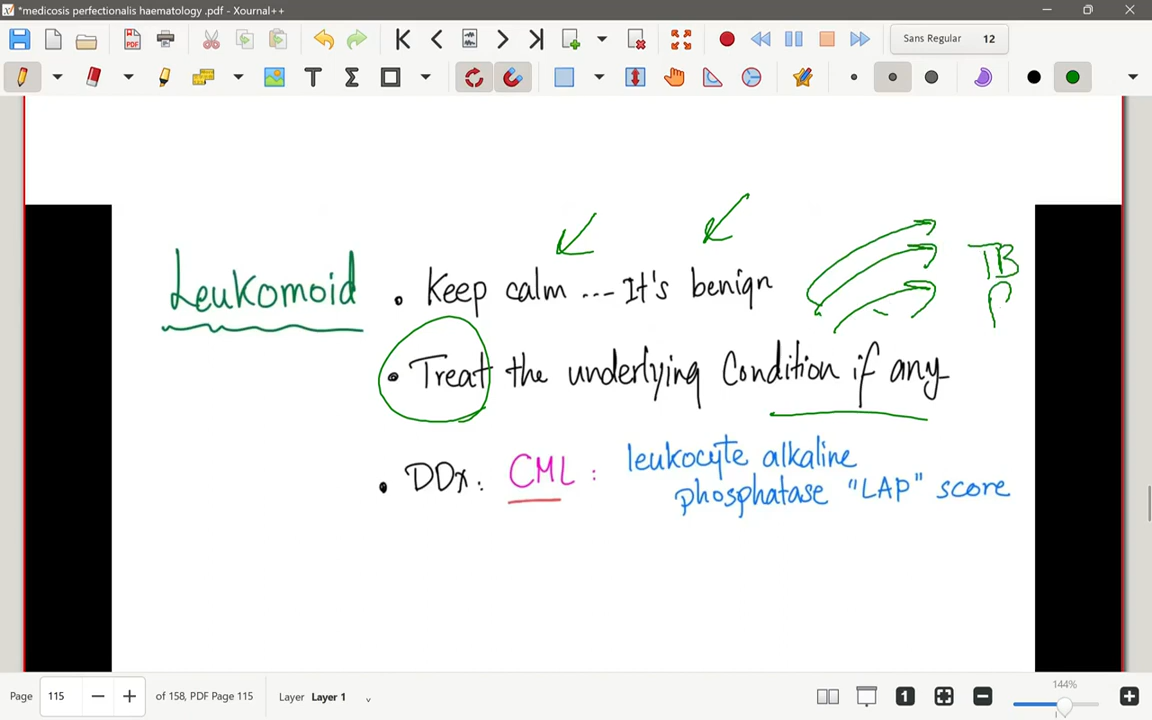 *medicosis perfectionalis haematology .pdf - Xournal++
Sans Regular 12
Leukomoid
• Keep calm ... It's benign
TB
• Treat the underlying Condition if any
• DDx: CML: leukocyte alkaline
phosphatase "LAP" score
Page 115 of 158, PDF Page 115 Layer Layer 1 144%